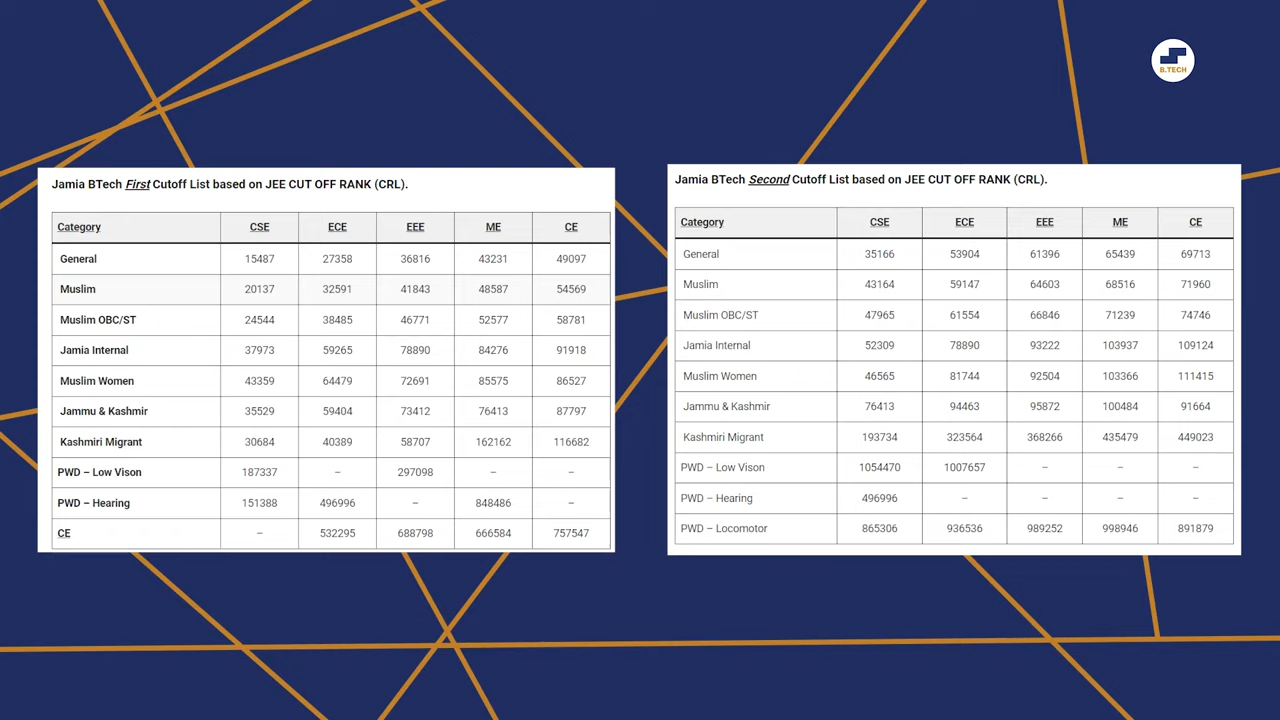 B.TECH
Jamia BTech First Cutoff List based on JEE CUT OFF RANK (CRL).
Category CSE ECE EEE ME CE
General 15487 27358 36816 43231 49097
Muslim 20137 32591 41843 48587 54569
Muslim OBC/ST 24544 38485 46771 52577 58781
Jamia Internal 37973 59265 78890 84276 91918
Muslim Women 43359 64479 72691 85575 86527
Jammu & Kashmir 35529 59404 73412 76413 87797
Kashmiri Migrant 30684 40389 58707 162162 116682
PWD – Low Vison 187337 – 297098 – –
PWD – Hearing 151388 496996 – 848486 –
CE – 532295 688798 666584 757547
Jamia BTech Second Cutoff List based on JEE CUT OFF RANK (CRL).
Category CSE ECE EEE ME CE
General 35166 53904 61396 65439 69713
Muslim 43164 59147 64603 68516 71960
Muslim OBC/ST 47965 61554 66846 71239 74746
Jamia Internal 52309 78890 93222 103937 109124
Muslim Women 46565 81744 92504 103366 111415
Jammu & Kashmir 76413 94463 95872 100484 91664
Kashmiri Migrant 193734 323564 368266 435479 449023
PWD – Low Vison 1054470 1007657 – – –
PWD – Hearing 496996 – – – –
PWD – Locomotor 865306 936536 989252 998946 891879